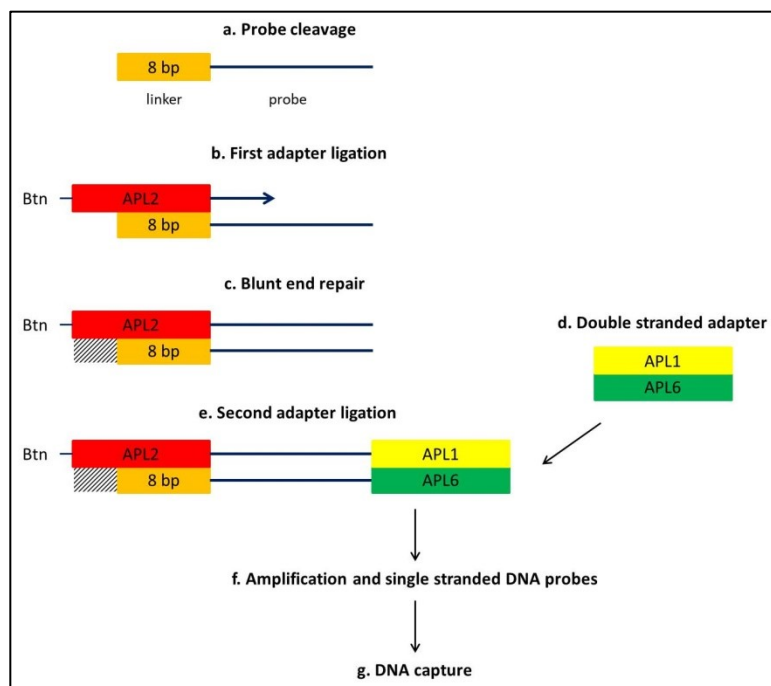 a. Probe cleavage
8 bp
linker probe
b. First adapter ligation
Btn APL2
8 bp
c. Blunt end repair
Btn APL2
8 bp
d. Double stranded adapter
APL1
APL6
e. Second adapter ligation
Btn APL2 APL1
8 bp APL6
f. Amplification and single stranded DNA probes
g. DNA capture